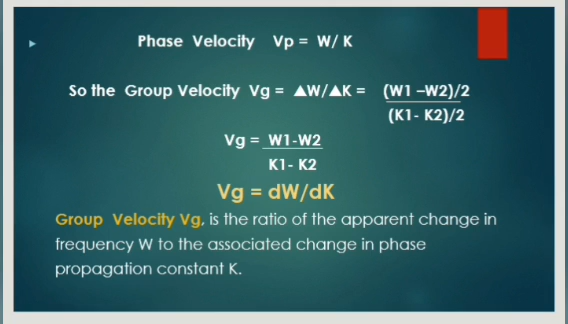 Phase Velocity Vp = W/ K
So the Group Velocity Vg = ▲W/▲K = (W1 –W2)/2
(K1- K2)/2
Vg = W1-W2
K1- K2
Vg = dW/dK
Group Velocity Vg, is the ratio of the apparent change in
frequency W to the associated change in phase
propagation constant K.